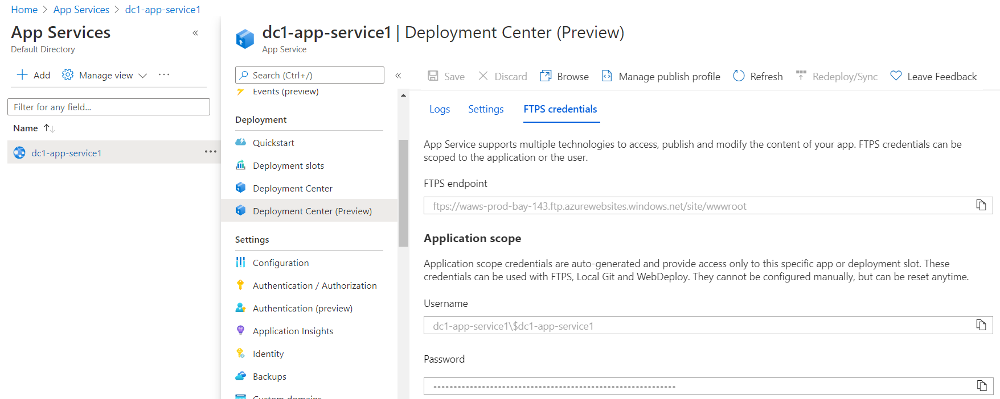 Home > App Services > dc1-app-service1
App Services
«
Default Directory
Add
Manage view
...
Filter for any field...
Name
dc1-app-service1
...
dc1-app-service1 | Deployment Center (Preview)
App Service
Search (Ctrl+/)
«
Events (preview)
Deployment
Quickstart
Deployment slots
Deployment Center
Deployment Center (Preview)
Settings
Configuration
Authentication / Authorization
Authentication (preview)
Application Insights
Identity
Backups
Custom domains
Save
Discard
Browse
Manage publish profile
Refresh
Redeploy/Sync
Leave Feedback
Logs
Settings
FTPS credentials
App Service supports multiple technologies to access, publish and modify the content of your app. FTPS credentials can be
scoped to the application or the user.
FTPS endpoint
ftps://waws-prod-bay-143.ftp.azurewebsites.windows.net/site/wwwroot
Application scope
Application scope credentials are auto-generated and provide access only to this specific app or deployment slot. These
credentials can be used with FTPS, Local Git and WebDeploy. They cannot be configured manually, but can be reset anytime.
Username
dc1-app-service1\$dc1-app-service1
Password